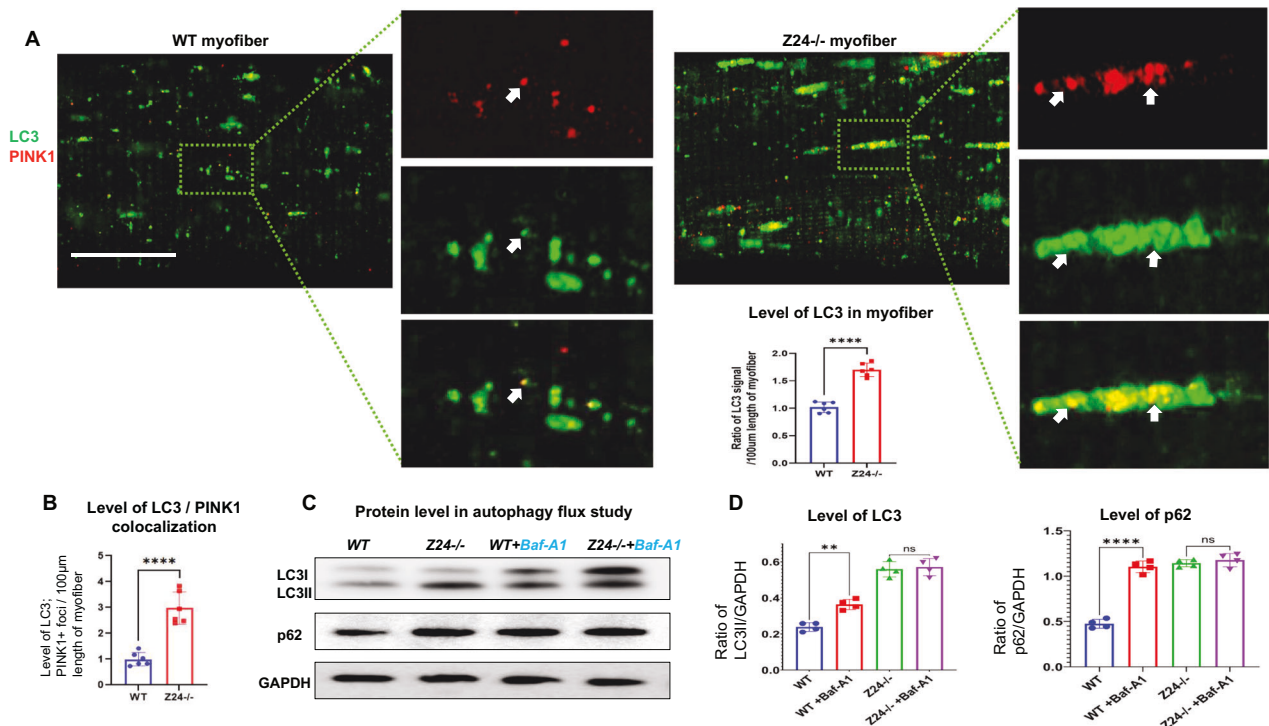 A
WT myofiber
Z24-/- myofiber
LC3
PINK1
Level of LC3 in myofiber
Ratio of LC3 signal
/100um length of myofiber
2.0
1.5
1.0
0.5
0.0
****
WT
Z24-/-
B
Level of LC3 / PINK1
colocalization
Level of LC3;
PINK1+ foci / 100μm
length of myofiber
5
4
3
2
1
0
****
WT
Z24-/-
C
Protein level in autophagy flux study
WT
Z24-/-
WT+Baf-A1
Z24-/-+Baf-A1
LC3I
LC3II
p62
GAPDH
D
Level of LC3
Ratio of
LC3II/GAPDH
0.6
0.4
0.2
0.0
**
ns
WT
WT +Baf-A1
Z24-/-
Z24-/- +Baf-A1
Level of p62
Ratio of
p62/GAPDH
1.5
1.0
0.5
0.0
****
ns
WT
WT +Baf-A1
Z24-/-
Z24-/- +Baf-A1